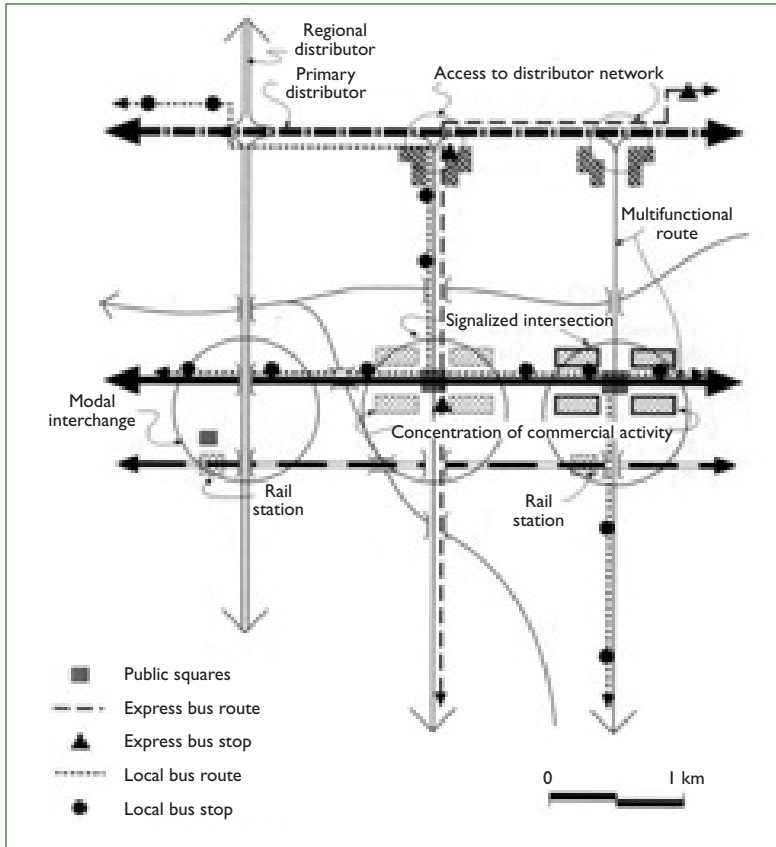 Regional
distributor
Primary
distributor
Access to distributor network
Multifunctional
route
Signalized intersection
Modal
interchange
Concentration of commercial activity
Rail
station
Rail
station
Public squares
Express bus route
Express bus stop
Local bus route
Local bus stop
0 1 km